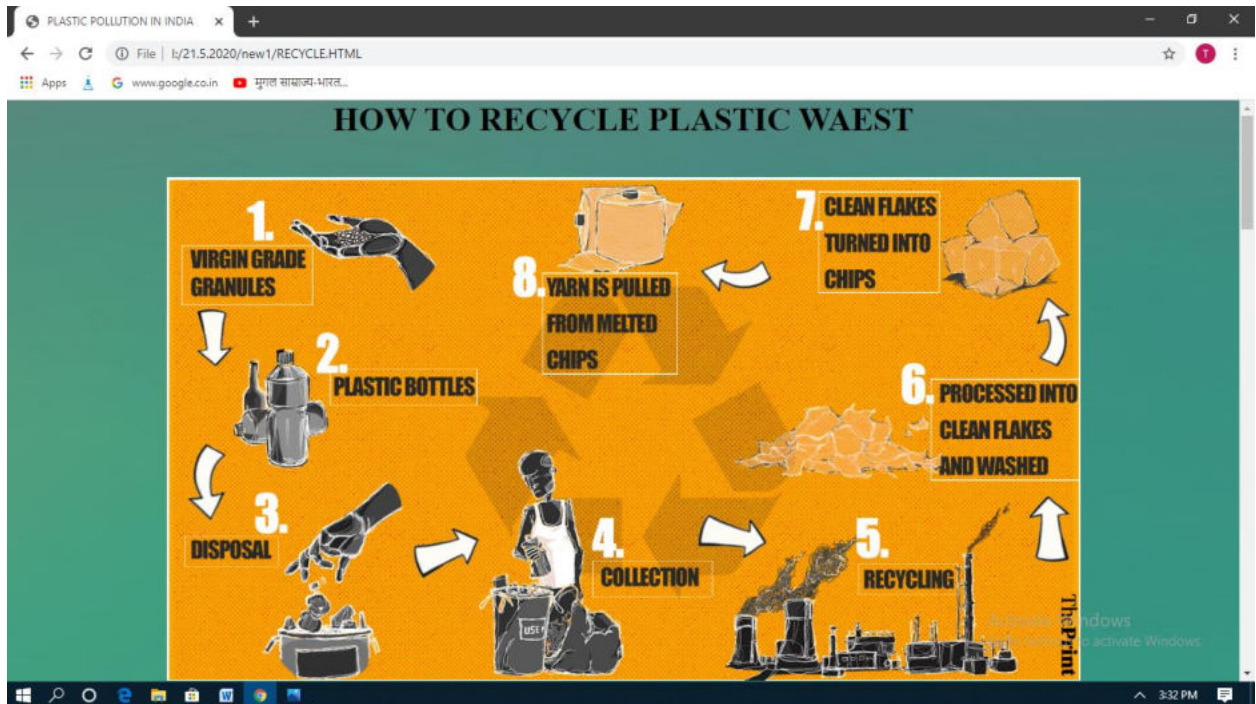 PLASTIC POLLUTION IN INDIA
File | I:/21.5.2020/new1/RECYCLE.HTML
T
Apps
www.google.co.in
मुगल साम्राज्य-भारत...
HOW TO RECYCLE PLASTIC WAEST
1.
VIRGIN GRADE
GRANULES
2.
PLASTIC BOTTLES
3.
DISPOSAL
4.
COLLECTION
USE
5.
RECYCLING
6.
PROCESSED INTO
CLEAN FLAKES
AND WASHED
7.
CLEAN FLAKES
TURNED INTO
CHIPS
8.
YARN IS PULLED
FROM MELTED
CHIPS
ThePrint
Activate Windows
to activate Windows.
3:32 PM